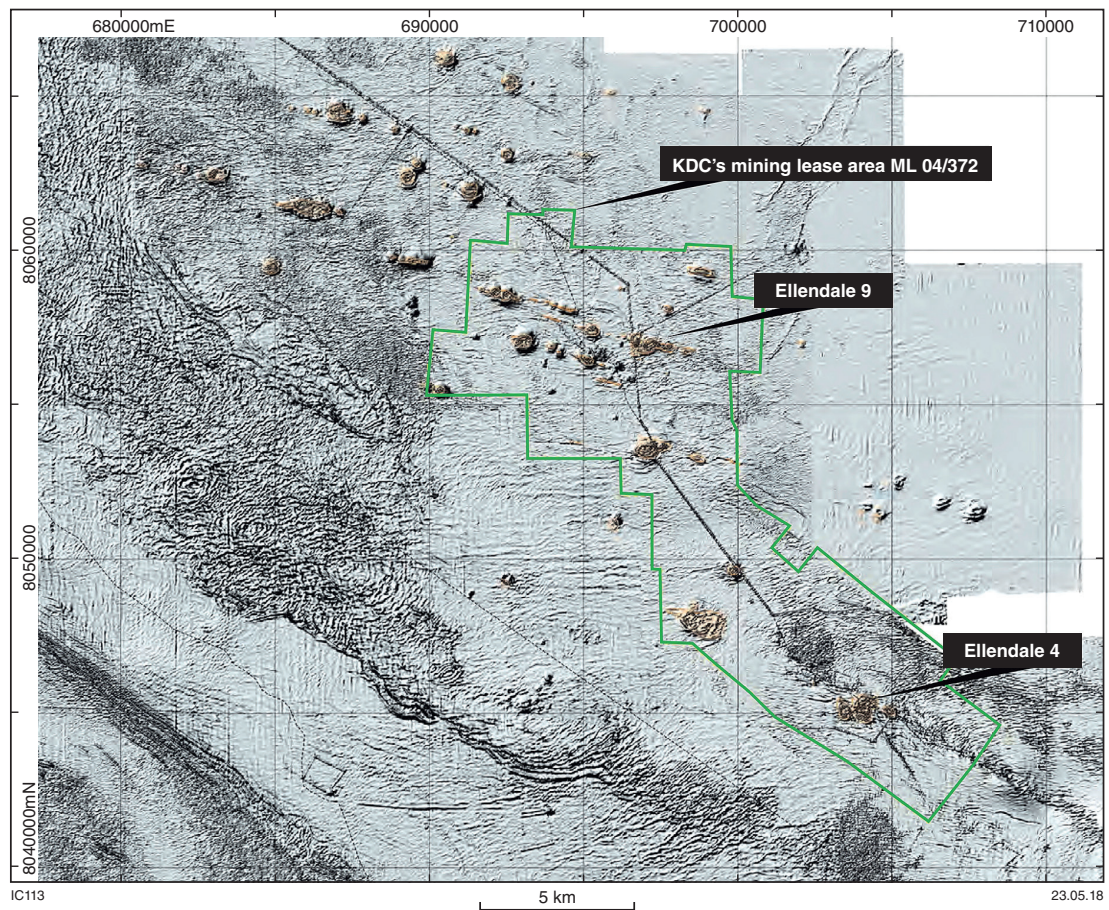 680000mE
690000
700000
710000
KDC's mining lease area ML 04/372
8060000
Ellendale 9
8050000
Ellendale 4
8040000mN
IC113
5 km
23.05.18